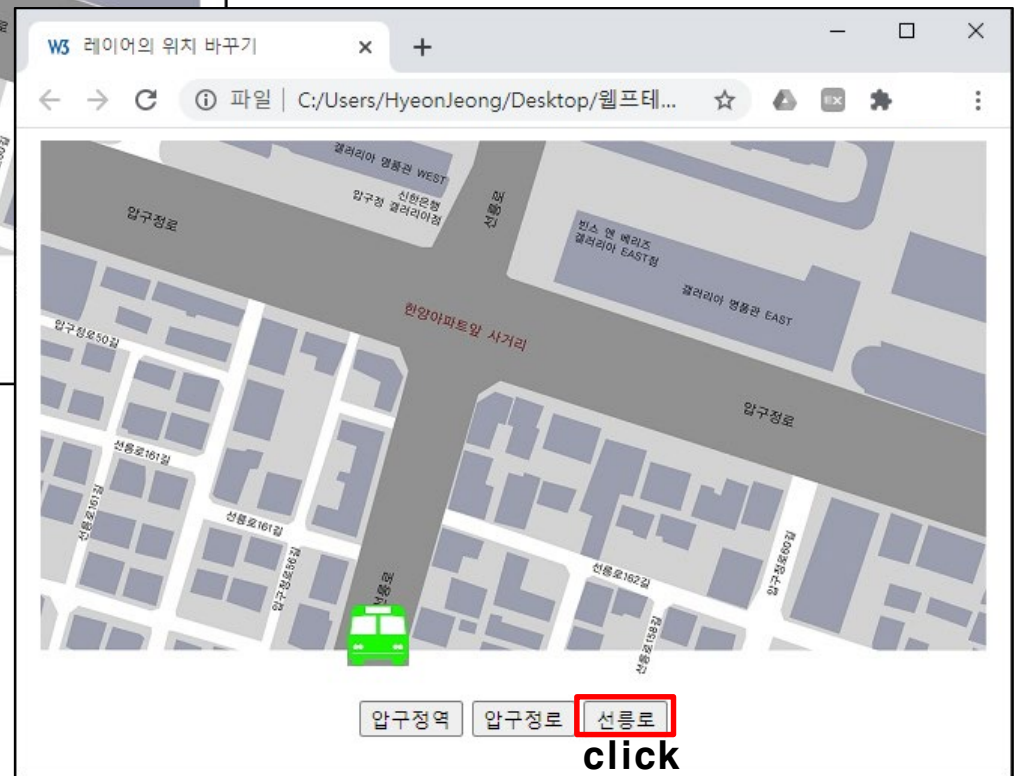 W3 레이어의 위치 바꾸기
파일 | C:/Users/HyeonJeong/Desktop/웹프테...
EX
갤러리아 명품관 WEST
신한은행
압구정 갤러리아점
선릉로
압구정로
빈스 앤 베리즈
갤러리아 EAST점
갤러리아 명품관 EAST
한양아파트앞 사거리
압구정로50길
압구정로
선릉로161길
선릉로161길
선릉로161길
압구정로56길
압구정로60길
선릉로162길
선릉로
선릉로158길
압구정역
압구정로
선릉로
click